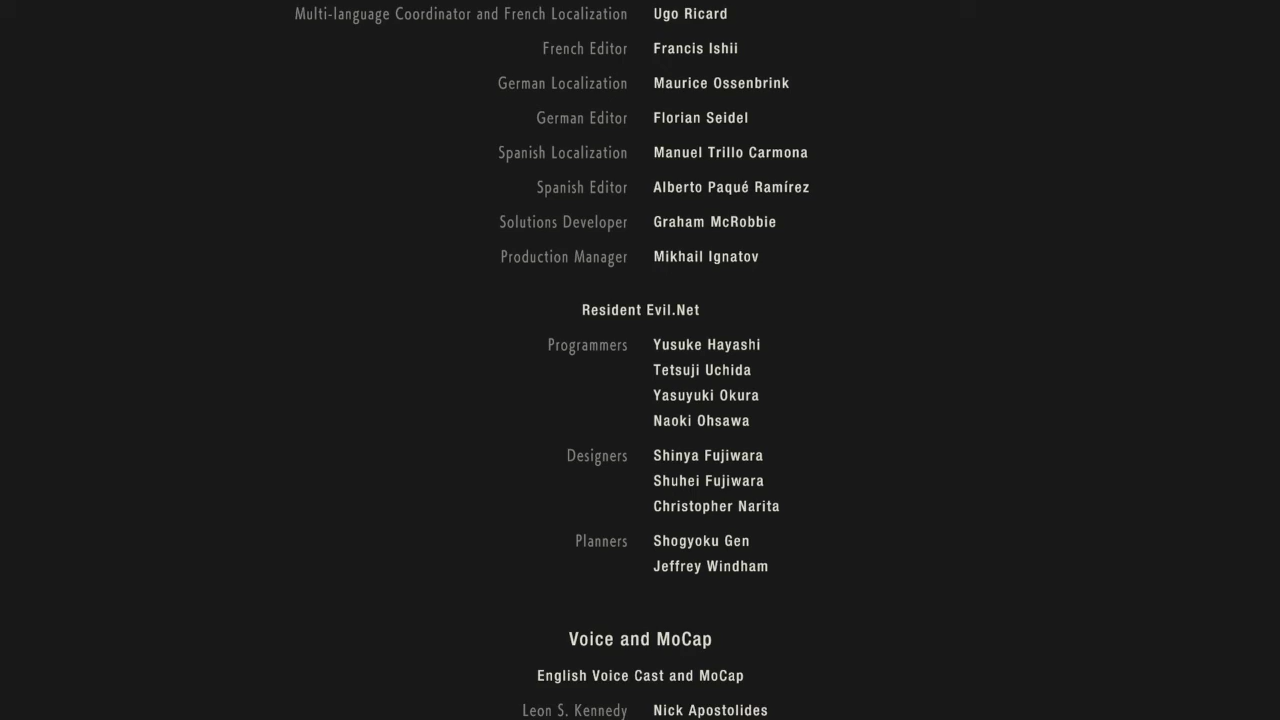 Multi-language Coordinator and French Localization Ugo Ricard
French Editor Francis Ishii
German Localization Maurice Ossenbrink
German Editor Florian Seidel
Spanish Localization Manuel Trillo Carmona
Spanish Editor Alberto Paqué Ramírez
Solutions Developer Graham McRobbie
Production Manager Mikhail Ignatov
Resident Evil.Net
Programmers Yusuke Hayashi
Tetsuji Uchida
Yasuyuki Okura
Naoki Ohsawa
Designers Shinya Fujiwara
Shuhei Fujiwara
Christopher Narita
Planners Shogyoku Gen
Jeffrey Windham
Voice and MoCap
English Voice Cast and MoCap
Leon S. Kennedy Nick Apostolides